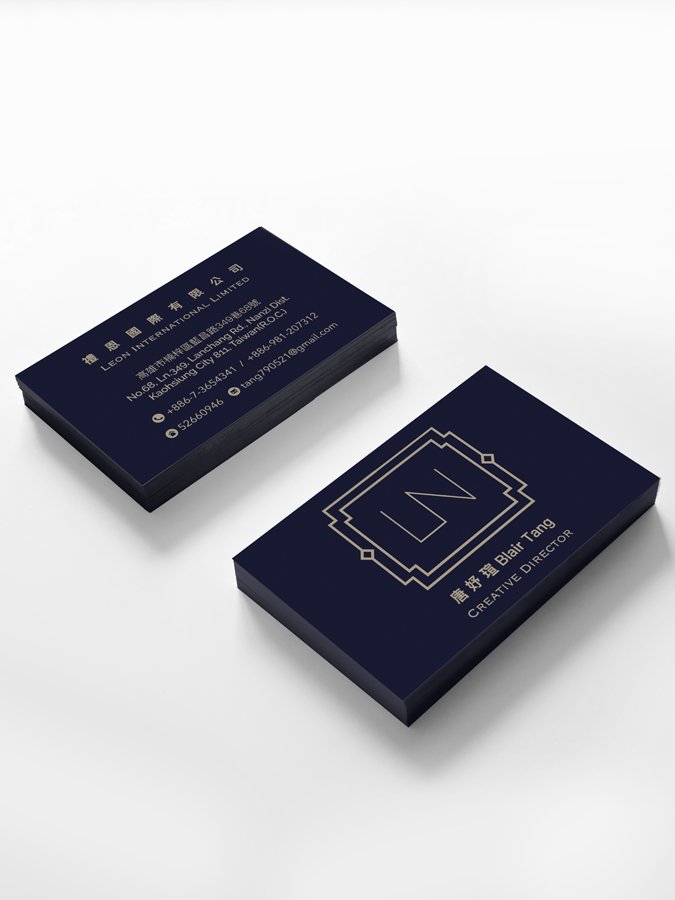 禮恩國際有限公司
LEON INTERNATIONAL LIMITED
高雄市楠梓區藍昌路349巷68號
No.68, Ln.349, Lanchang Rd., Nanzi Dist.
Kaohsiung City 811, Taiwan(R.O.C.)
+886-7-3654341 / +886-981-207312
52660946 tang790521@gmail.com
LN
唐妤瑄 Blair Tang
CREATIVE DIRECTOR